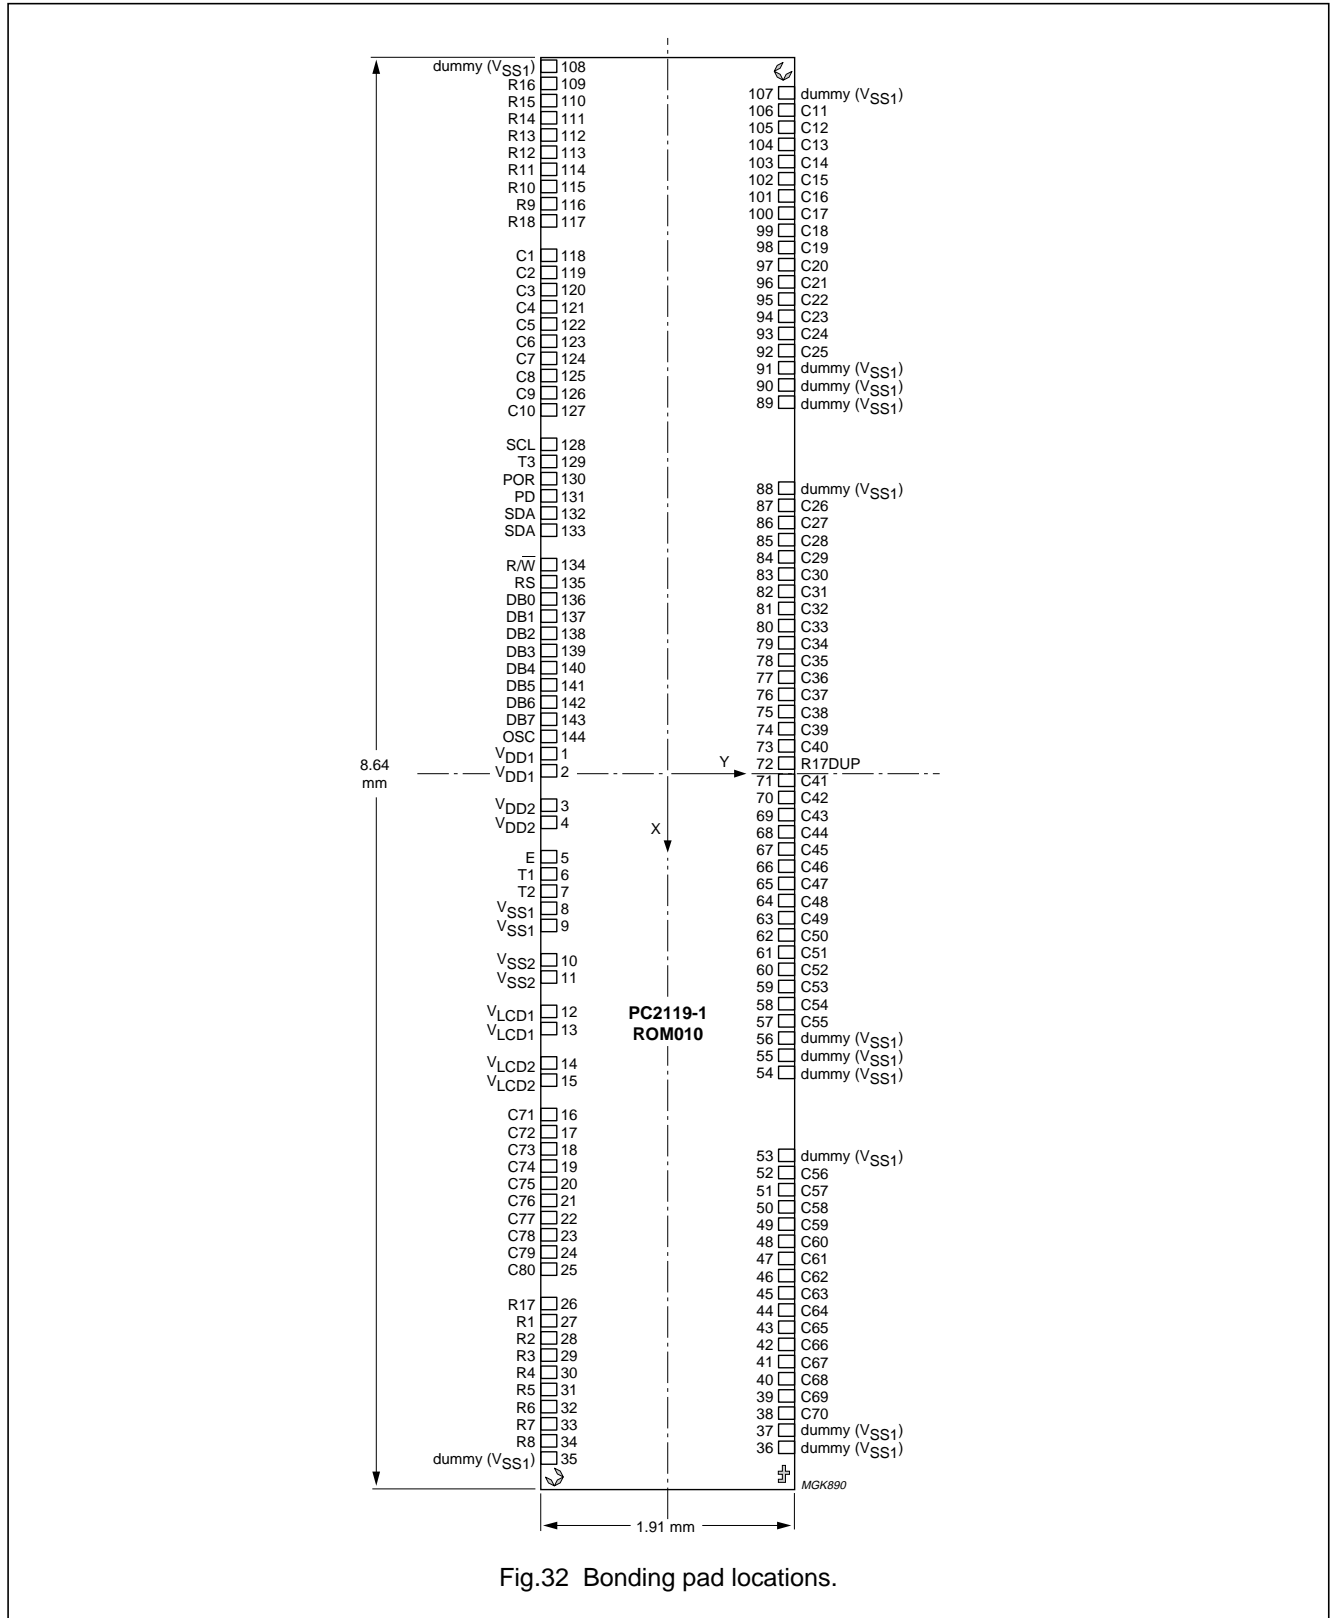 dummy (VSS1) 108
R16 109
R15 110
R14 111
R13 112
R12 113
R11 114
R10 115
R9 116
R18 117
C1 118
C2 119
C3 120
C4 121
C5 122
C6 123
C7 124
C8 125
C9 126
C10 127
SCL 128
T3 129
POR 130
PD 131
SDA 132
SDA 133
R/W̅ 134
RS 135
DB0 136
DB1 137
DB2 138
DB3 139
DB4 140
DB5 141
DB6 142
DB7 143
OSC 144
VDD1 1
VDD1 2
VDD2 3
VDD2 4
E 5
T1 6
T2 7
VSS1 8
VSS1 9
VSS2 10
VSS2 11
VLCD1 12
VLCD1 13
VLCD2 14
VLCD2 15
C71 16
C72 17
C73 18
C74 19
C75 20
C76 21
C77 22
C78 23
C79 24
C80 25
R17 26
R1 27
R2 28
R3 29
R4 30
R5 31
R6 32
R7 33
R8 34
dummy (VSS1) 35
8.64
mm
Y
X
PC2119-1
ROM010
107 dummy (VSS1)
106 C11
105 C12
104 C13
103 C14
102 C15
101 C16
100 C17
99 C18
98 C19
97 C20
96 C21
95 C22
94 C23
93 C24
92 C25
91 dummy (VSS1)
90 dummy (VSS1)
89 dummy (VSS1)
88 dummy (VSS1)
87 C26
86 C27
85 C28
84 C29
83 C30
82 C31
81 C32
80 C33
79 C34
78 C35
77 C36
76 C37
75 C38
74 C39
73 C40
72 R17DUP
71 C41
70 C42
69 C43
68 C44
67 C45
66 C46
65 C47
64 C48
63 C49
62 C50
61 C51
60 C52
59 C53
58 C54
57 C55
56 dummy (VSS1)
55 dummy (VSS1)
54 dummy (VSS1)
53 dummy (VSS1)
52 C56
51 C57
50 C58
49 C59
48 C60
47 C61
46 C62
45 C63
44 C64
43 C65
42 C66
41 C67
40 C68
39 C69
38 C70
37 dummy (VSS1)
36 dummy (VSS1)
MGK890
1.91 mm
Fig.32 Bonding pad locations.